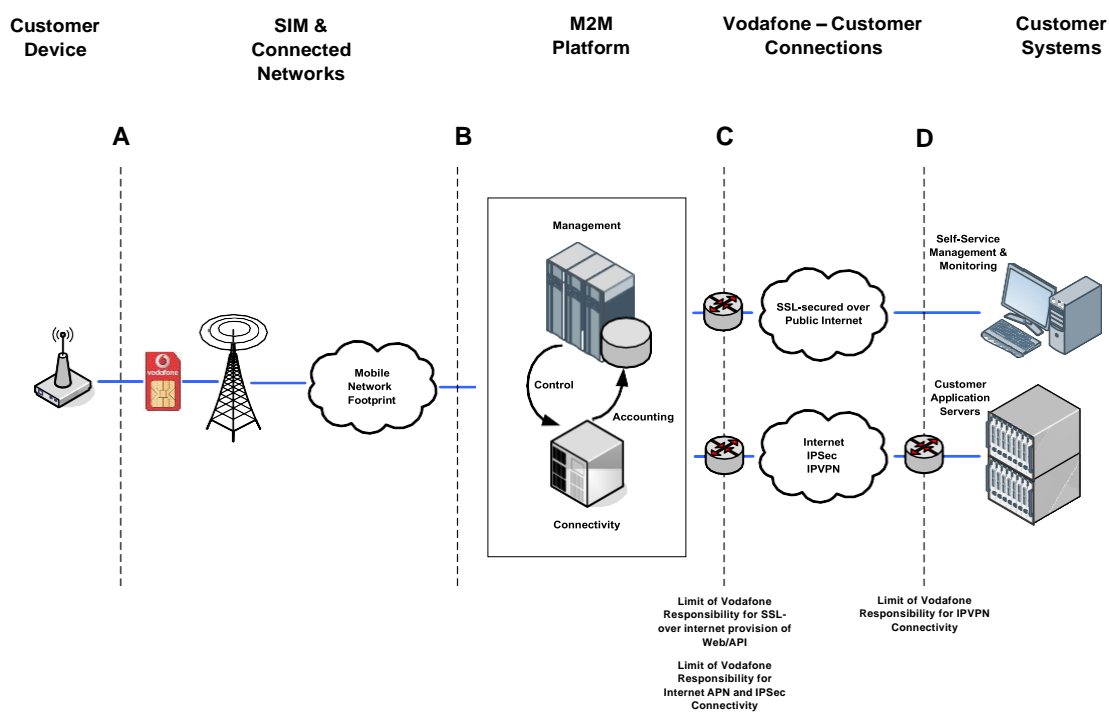 Customer
Device
SIM &
Connected
Networks
M2M
Platform
Vodafone – Customer
Connections
Customer
Systems
A
B
C
D
Management
Self-Service
Management &
Monitoring
SSL-secured over
Public Internet
vodafone
Mobile
Network
Footprint
Control
Accounting
Customer
Application
Servers
Internet
IPSec
IPVPN
Connectivity
Limit of Vodafone
Responsibility for SSL-
over internet provision of
Web/API
Limit of Vodafone
Responsibility for
Internet APN and IPSec
Connectivity
Limit of Vodafone
Responsibility for IPVPN
Connectivity